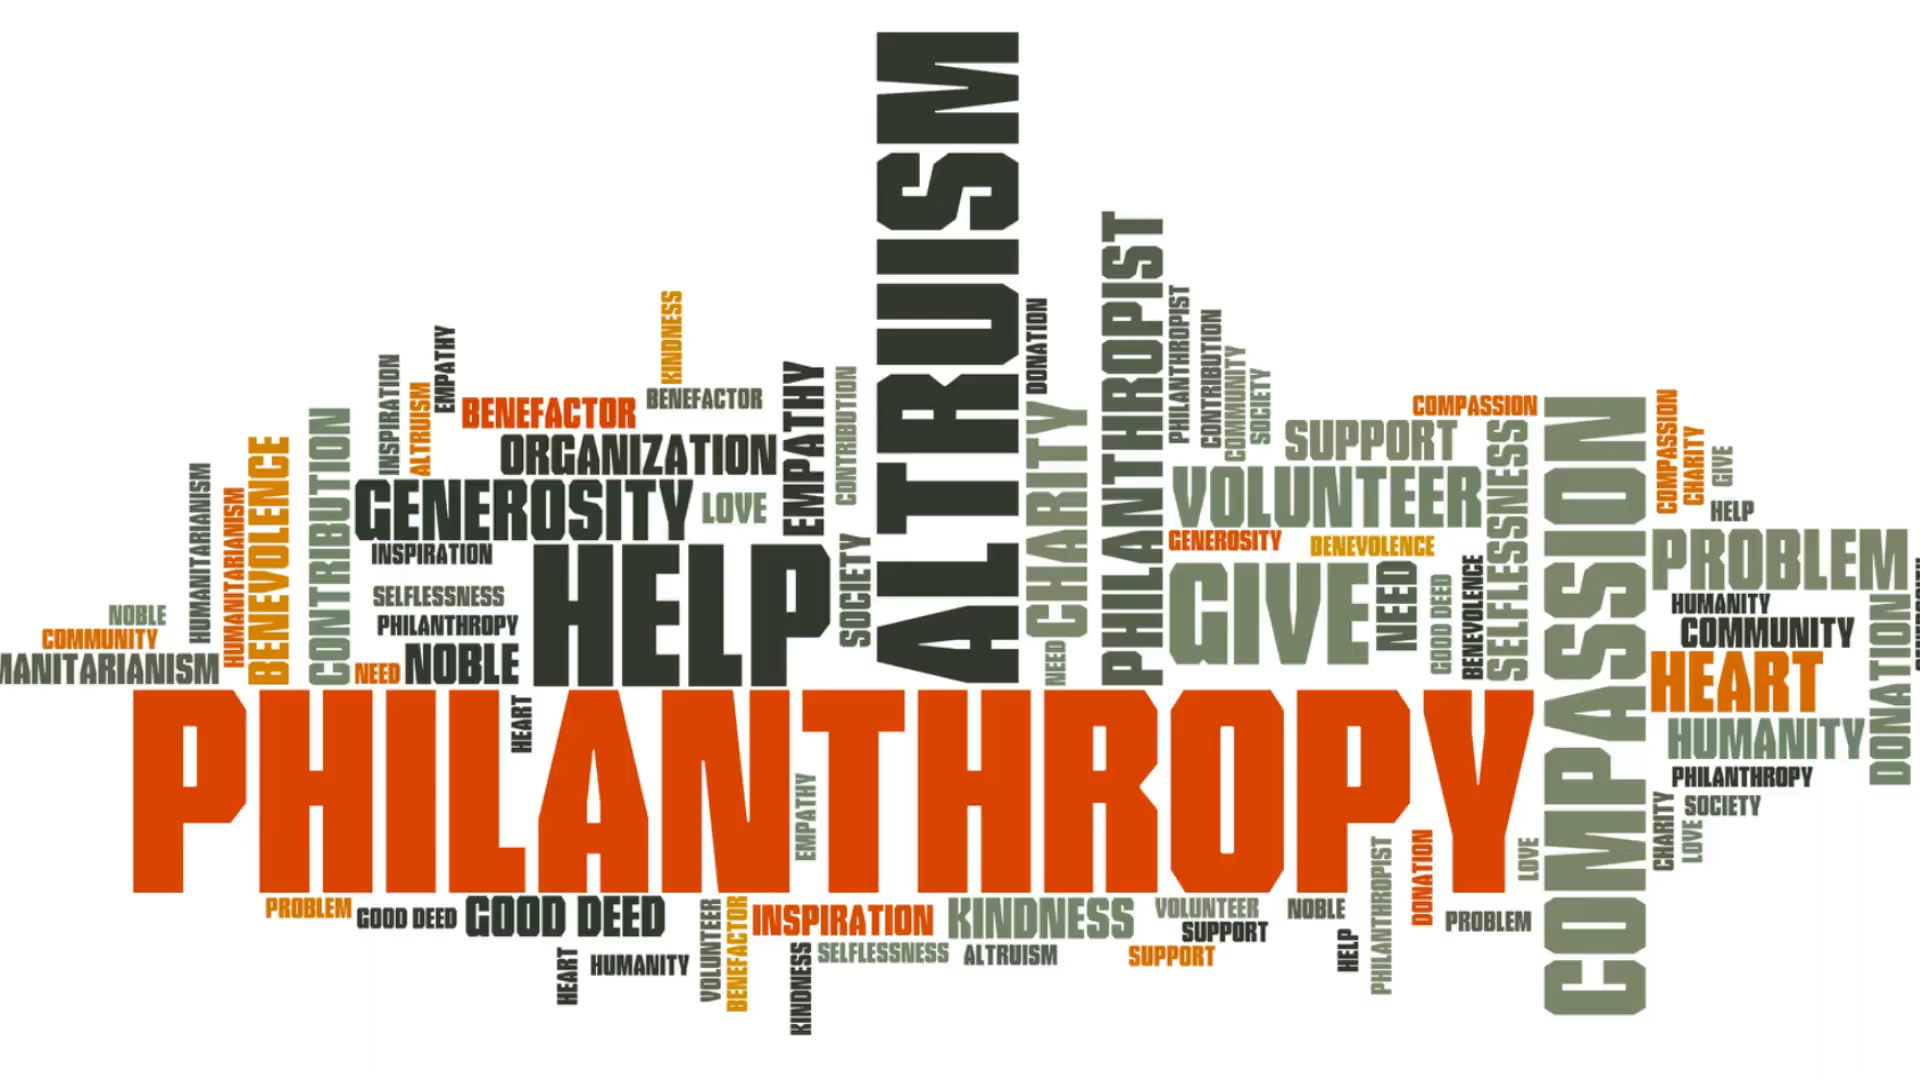 ALTRUISM
PHILANTHROPIST
KINDNESS
DONATION
PHILANTHROPIST
CONTRIBUTION
EMPATHY
INSPIRATION
ALTRUISM
BENEFACTOR
BENEFACTOR
EMPATHY
CONTRIBUTION
COMMUNITY
SOCIETY
COMPASSION
COMPASSION
COMPASSION
CHARITY
GIVE
CHARITY
CONTRIBUTION
BENEVOLENCE
HUMANITARIANISM
HUMANITARIANISM
ORGANIZATION
SUPPORT
SELFLESSNESS
VOLUNTEER
GENEROSITY
LOVE
HELP
INSPIRATION
SOCIETY
GENEROSITY
BENEVOLENCE
PROBLEM
HELP
GIVE
NEED
GOOD DEED
BENEVOLENCE
SELFLESSNESS
HUMANITY
NOBLE
PHILANTHROPY
COMMUNITY
COMMUNITY
DONATION
MANITARIANISM
NEED
NOBLE
NEED
HEART
PHILANTHROPY
HEART
HUMANITY
EMPATHY
PHILANTHROPY
SOCIETY
CHARITY
LOVE
LOVE
PHILANTHROPIST
DONATION
PROBLEM
GOOD DEED
GOOD DEED
VOLUNTEER
BENEFACTOR
INSPIRATION
KINDNESS
VOLUNTEER
NOBLE
PROBLEM
SUPPORT
HELP
HEART
HUMANITY
KINDNESS
SELFLESSNESS
ALTRUISM
SUPPORT